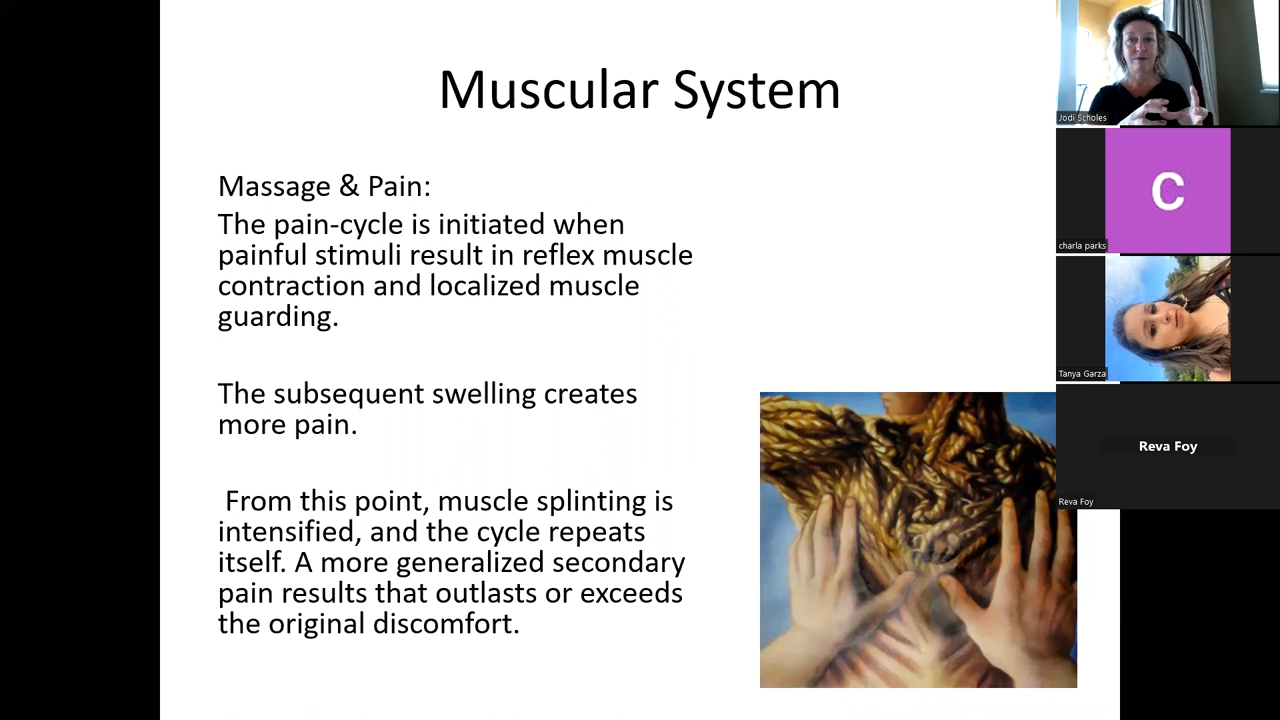 Muscular System
Massage & Pain:
The pain-cycle is initiated when
painful stimuli result in reflex muscle
contraction and localized muscle
guarding.
The subsequent swelling creates
more pain.
From this point, muscle splinting is
intensified, and the cycle repeats
itself. A more generalized secondary
pain results that outlasts or exceeds
the original discomfort.
Jodi Scholes
C
charla parks
Tanya Garza
Reva Foy
Reva Foy